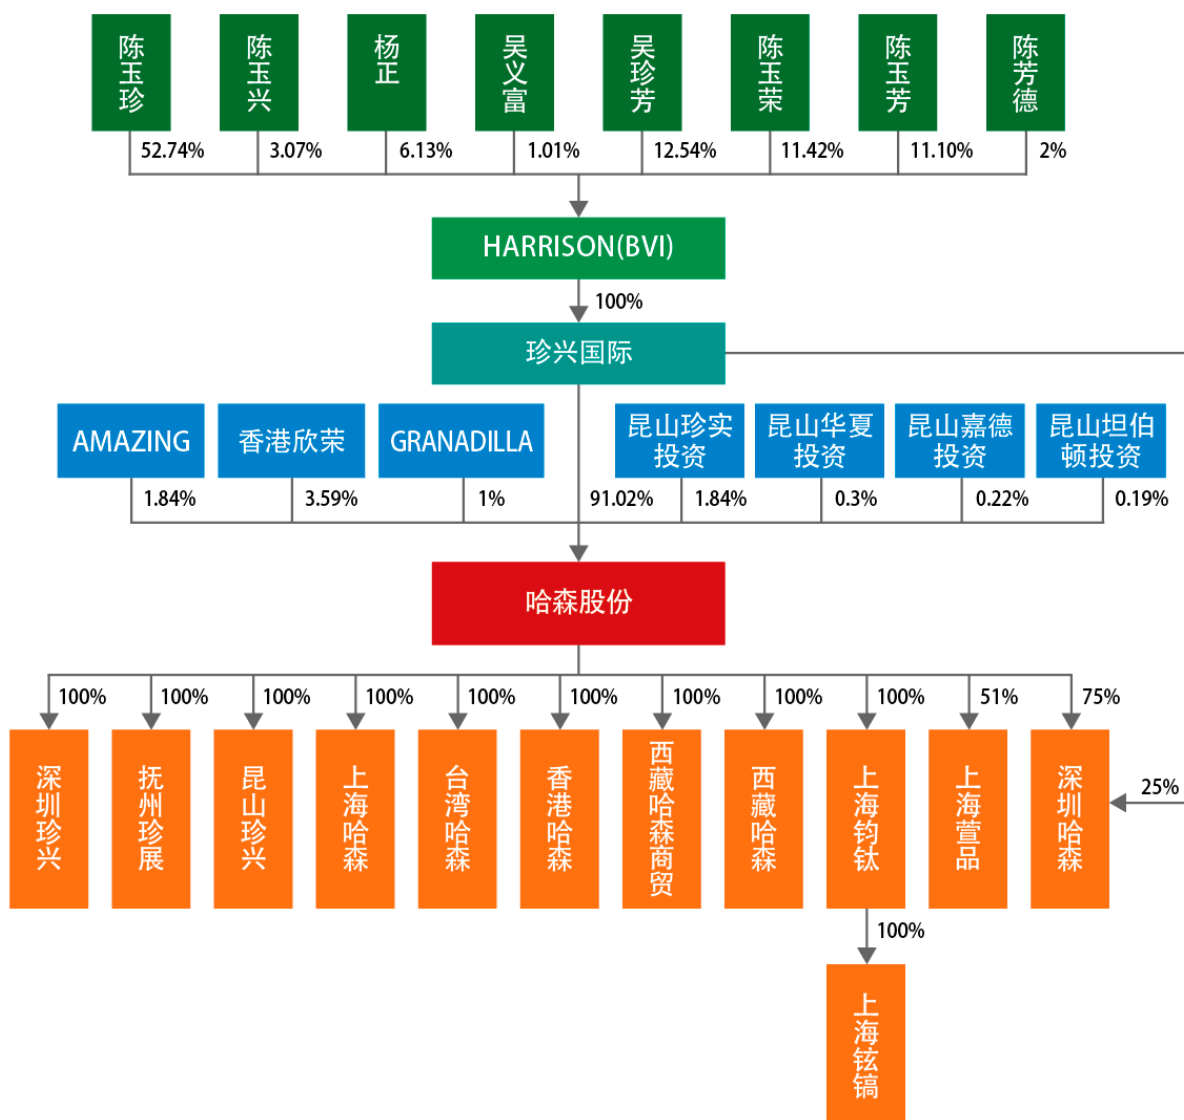 陈玉珍
陈玉兴
杨正
吴义富
吴珍芳
陈玉荣
陈玉芳
陈芳德
52.74%
3.07%
6.13%
1.01%
12.54%
11.42%
11.10%
2%
HARRISON(BVI)
100%
珍兴国际
AMAZING
香港欣荣
GRANADILLA
昆山珍实
投资
昆山华夏
投资
昆山嘉德
投资
昆山坦伯
顿投资
1.84%
3.59%
1%
91.02%
1.84%
0.3%
0.22%
0.19%
哈森股份
100%
100%
100%
100%
100%
100%
100%
100%
100%
51%
75%
深圳珍兴
抚州珍展
昆山珍兴
上海哈森
台湾哈森
香港哈森
西藏哈森商贸
西藏哈森
上海钧钛
上海萱品
深圳哈森
25%
100%
上海铉镐